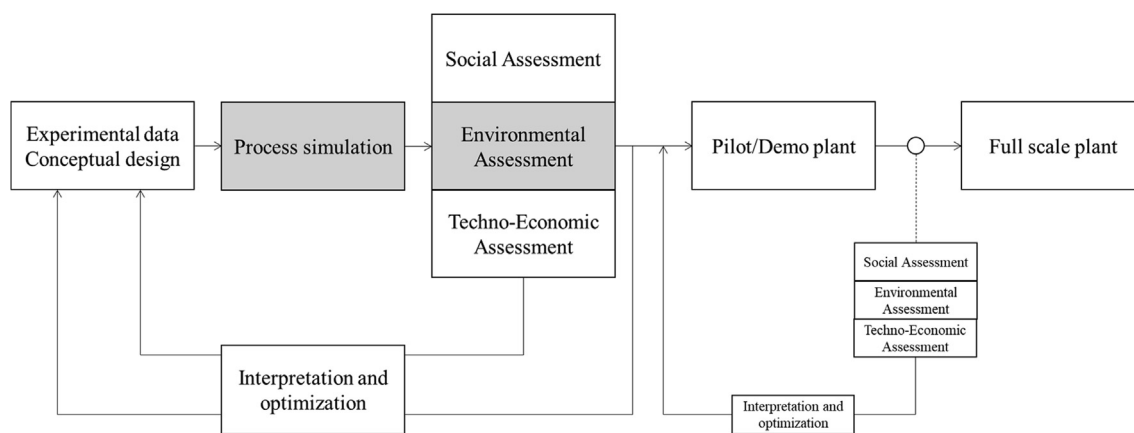 Social Assessment
Experimental data
Conceptual design
Process simulation
Environmental
Assessment
Pilot/Demo plant
Full scale plant
Techno-Economic
Assessment
Social Assessment
Environmental
Assessment
Techno-Economic
Assessment
Interpretation and
optimization
Interpretation and
optimization